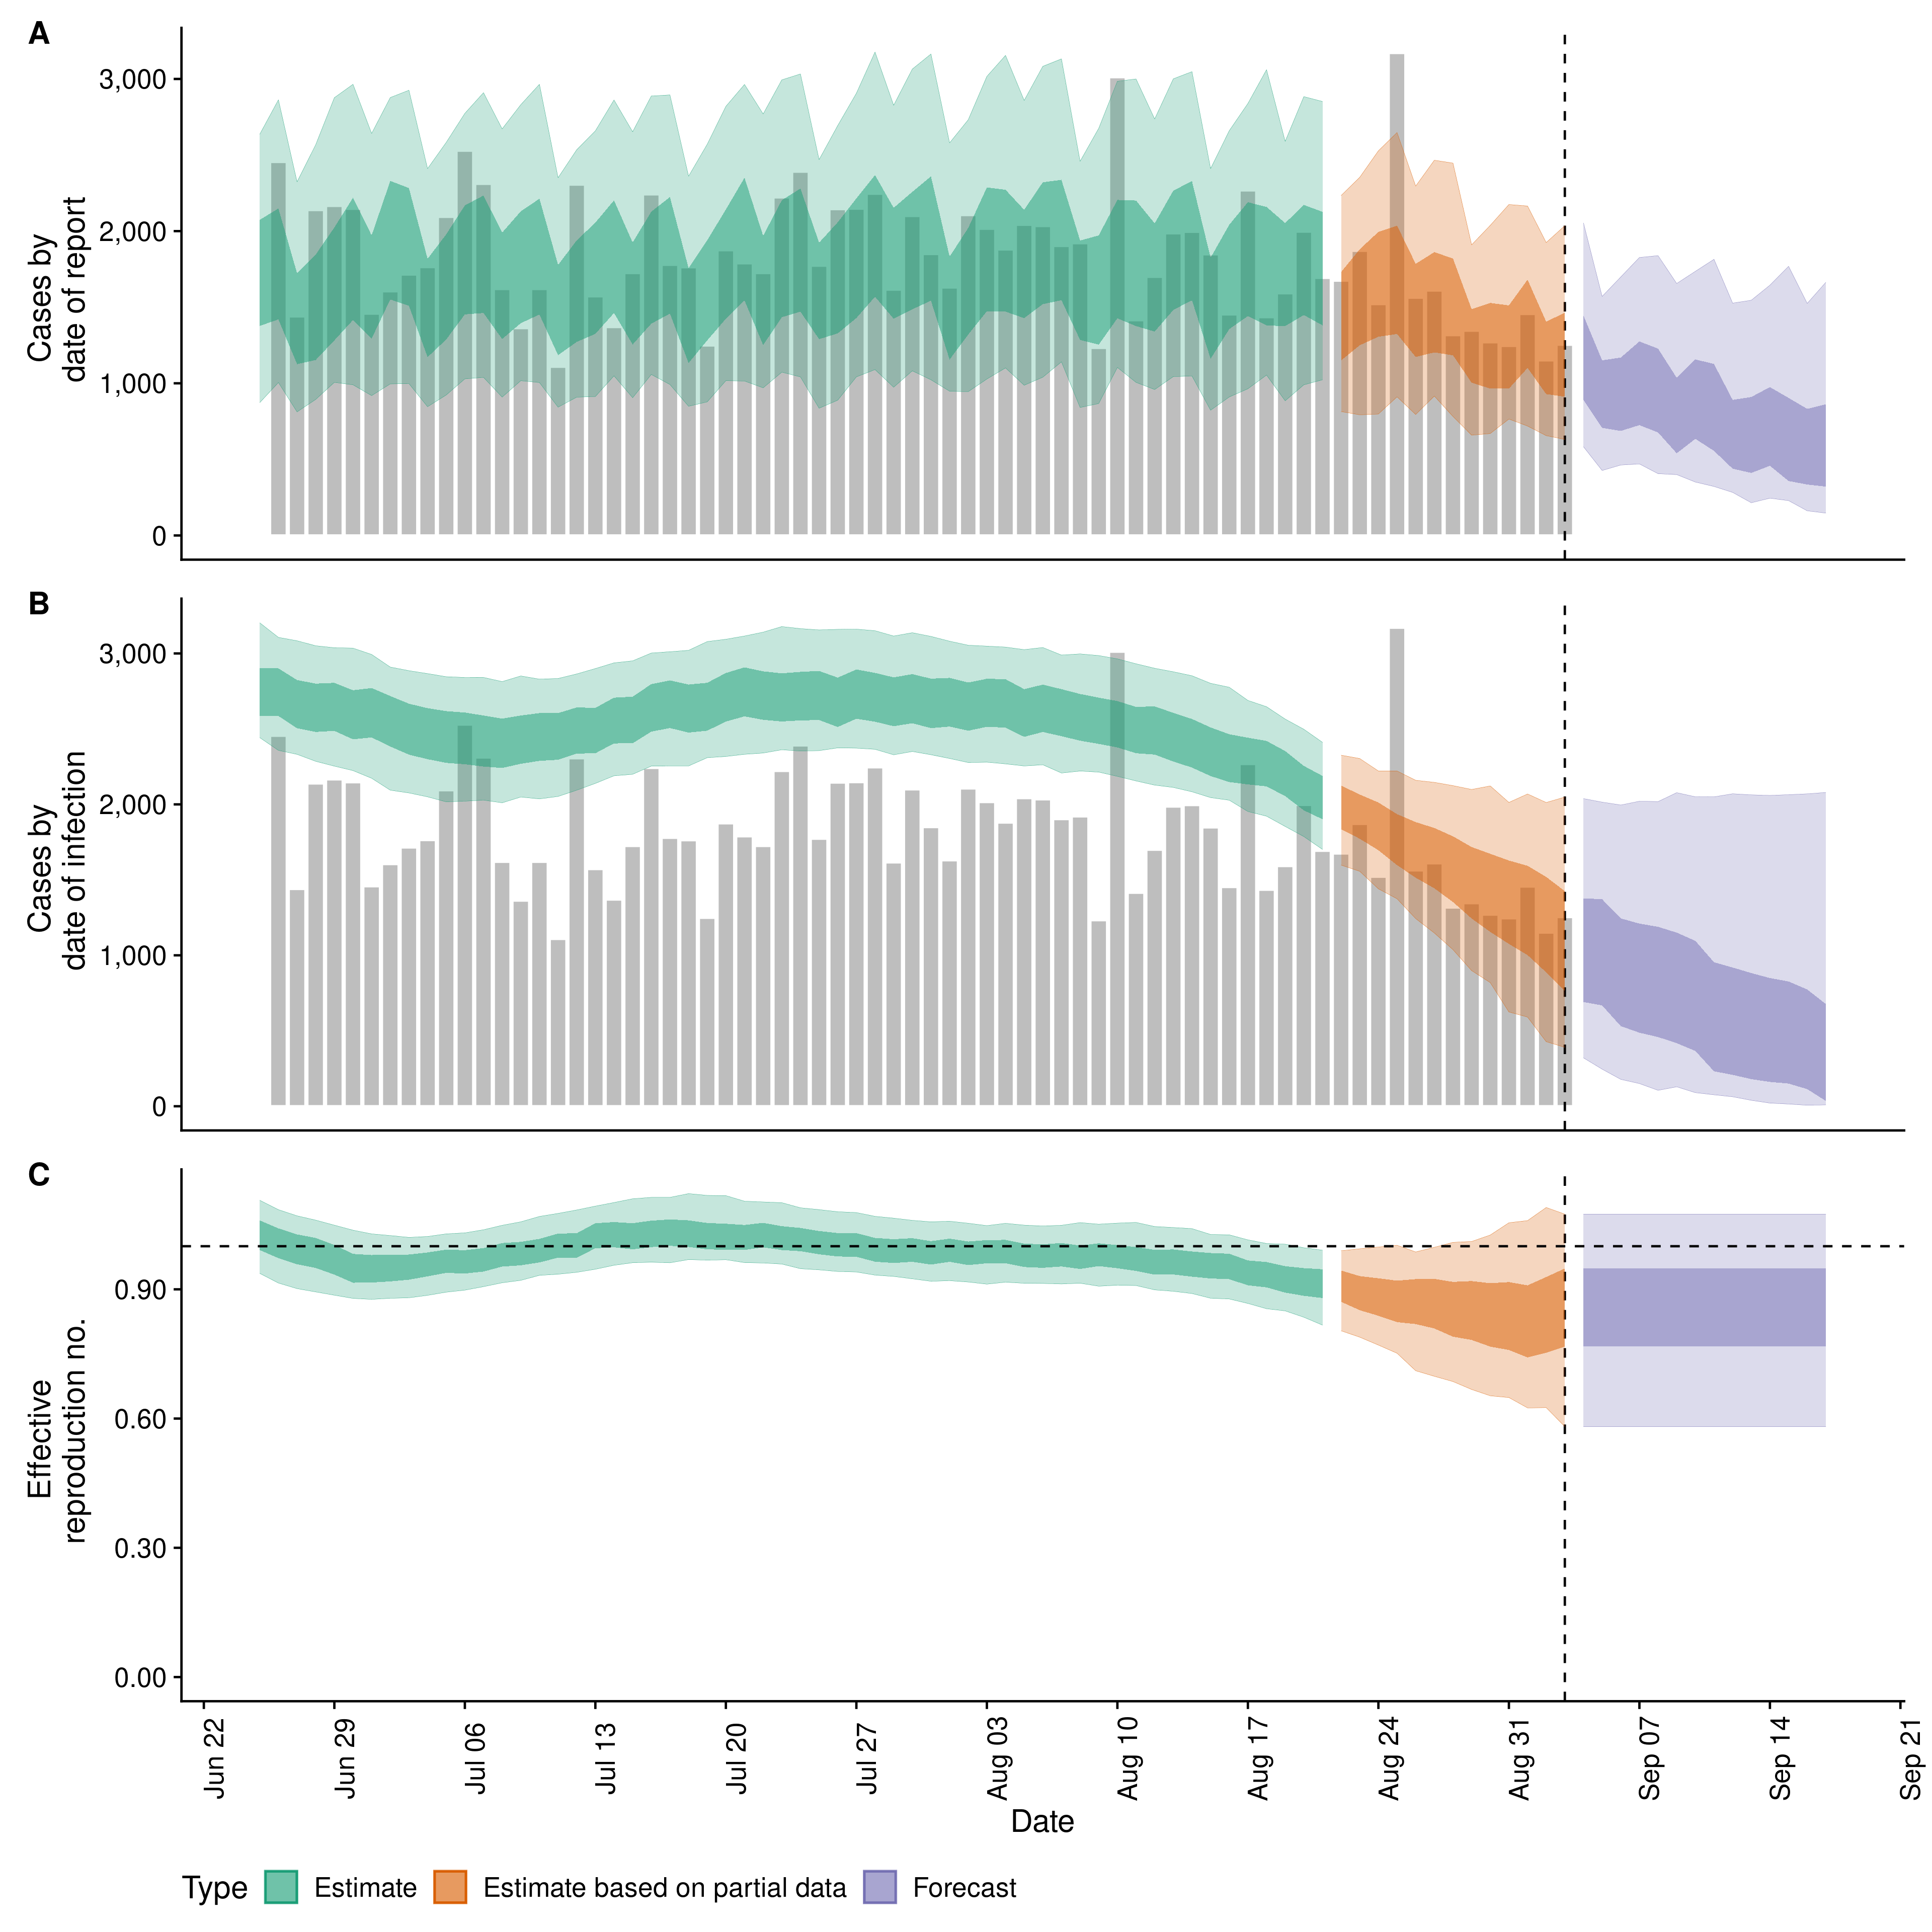 A
Cases by
date of report
3,000
2,000
1,000
0
B
Cases by
date of infection
3,000
2,000
1,000
0
C
Effective
reproduction no.
0.90
0.60
0.30
0.00
Jun 22
Jun 29
Jul 06
Jul 13
Jul 20
Jul 27
Aug 03
Aug 10
Aug 17
Aug 24
Aug 31
Sep 07
Sep 14
Sep 21
Date
Type Estimate Estimate based on partial data Forecast